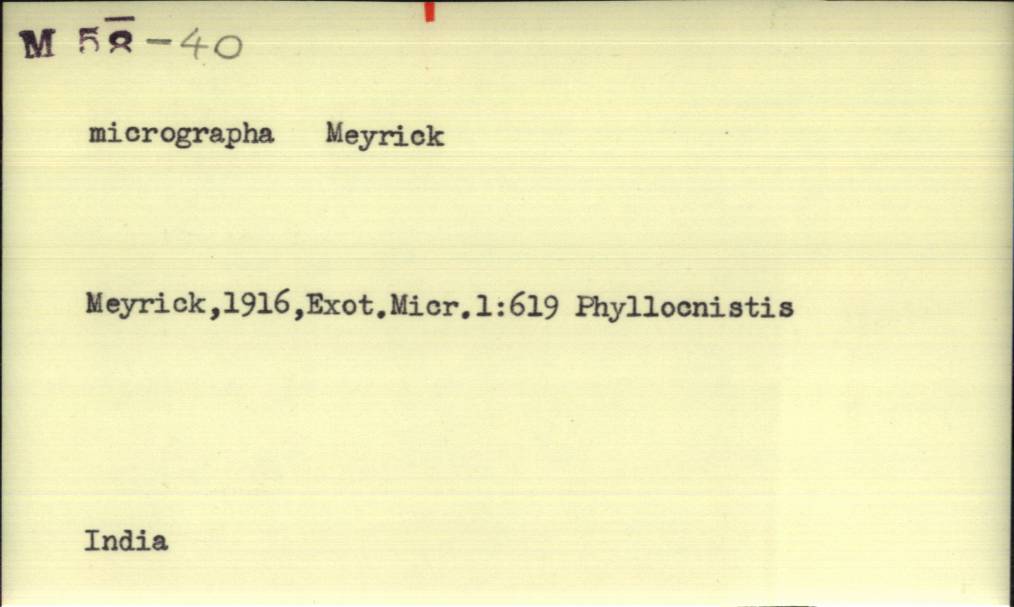 M 58-40
micrographa Meyrick
Meyrick,1916,Exot.Micr.1:619 Phyllocnistis
India